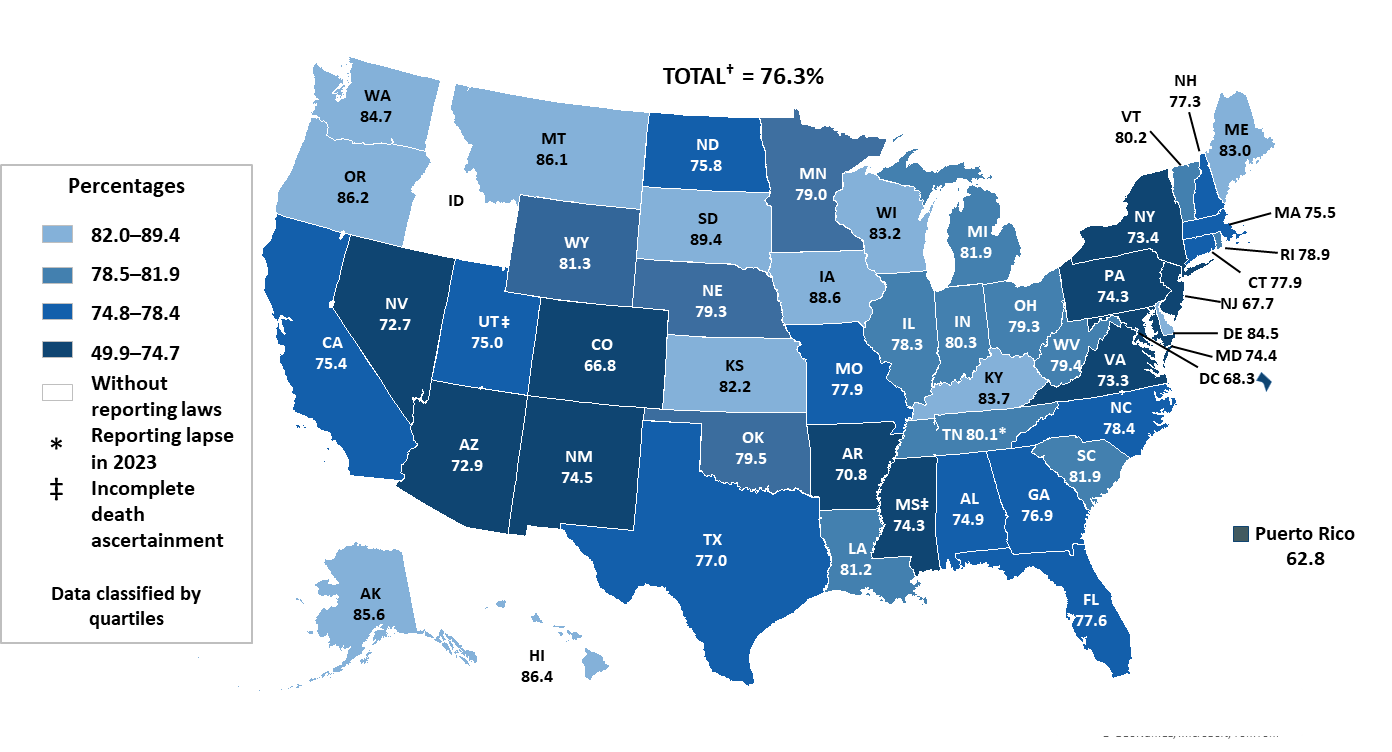 TOTAL† = 76.3%
Percentages
82.0–89.4
78.5–81.9
74.8–78.4
49.9–74.7
Without
reporting laws
* Reporting lapse
in 2023
‡ Incomplete
death
ascertainment
Data classified by
quartiles
WA
84.7
OR
86.2
ID
MT
86.1
ND
75.8
MN
79.0
SD
89.4
WI
83.2
MI
81.9
WY
81.3
NE
79.3
IA
88.6
NV
72.7
UT‡
75.0
CO
66.8
CA
75.4
KS
82.2
MO
77.9
IL
78.3
IN
80.3
OH
79.3
WV
79.4
KY
83.7
VA
73.3
NC
78.4
TN 80.1*
SC
81.9
AZ
72.9
NM
74.5
OK
79.5
AR
70.8
MS‡
74.3
AL
74.9
GA
76.9
TX
77.0
LA
81.2
FL
77.6
AK
85.6
HI
86.4
NY
73.4
PA
74.3
VT
80.2
NH
77.3
ME
83.0
MA 75.5
RI 78.9
CT 77.9
NJ 67.7
DE 84.5
MD 74.4
DC 68.3
Puerto Rico
62.8